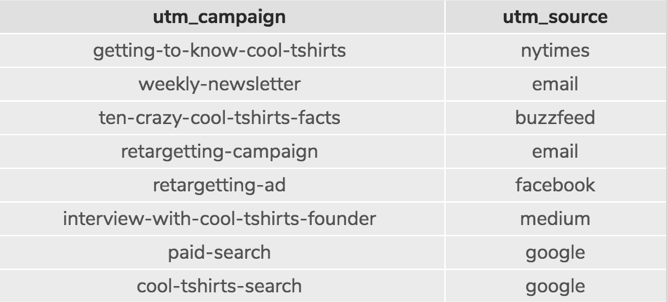 utm_campaign utm_source
getting-to-know-cool-tshirts nytimes
weekly-newsletter email
ten-crazy-cool-tshirts-facts buzzfeed
retargetting-campaign email
retargetting-ad facebook
interview-with-cool-tshirts-founder medium
paid-search google
cool-tshirts-search google